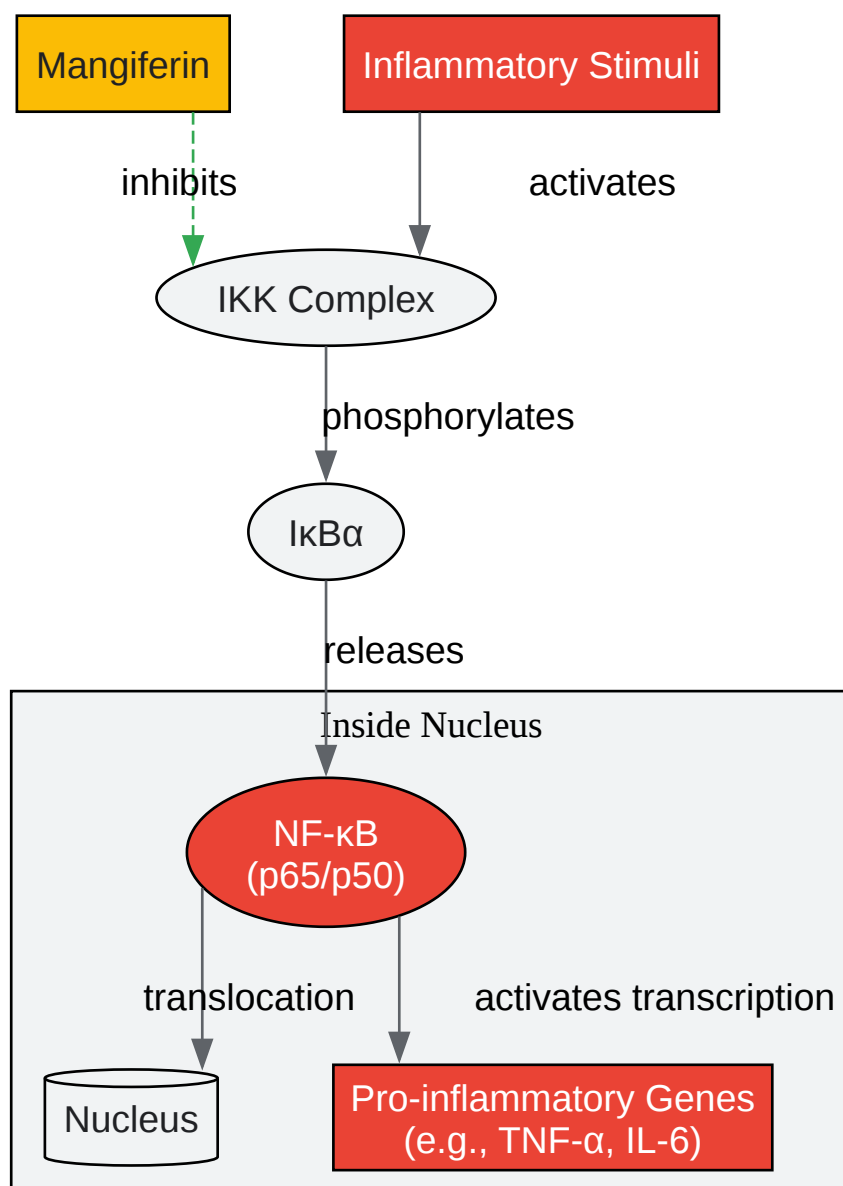 Mangiferin
Inflammatory Stimuli
inhibits
activates
IKK Complex
phosphorylates
IκBα
releases
Inside Nucleus
NF-κB
(p65/p50)
translocation
activates transcription
Nucleus
Pro-inflammatory Genes
(e.g., TNF-α, IL-6)